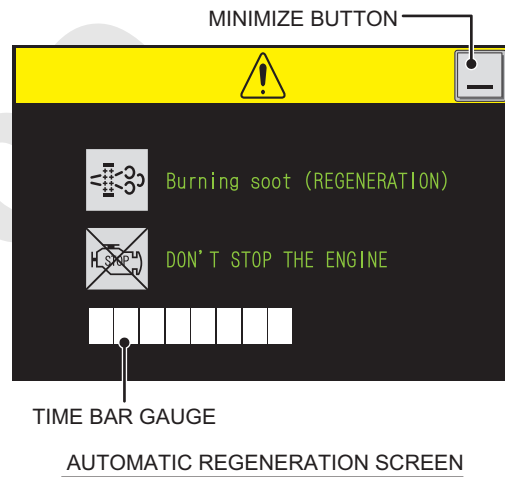 MINIMIZE BUTTON
Burning soot (REGENERATION)
STOP
DON'T STOP THE ENGINE
TIME BAR GAUGE
AUTOMATIC REGENERATION SCREEN